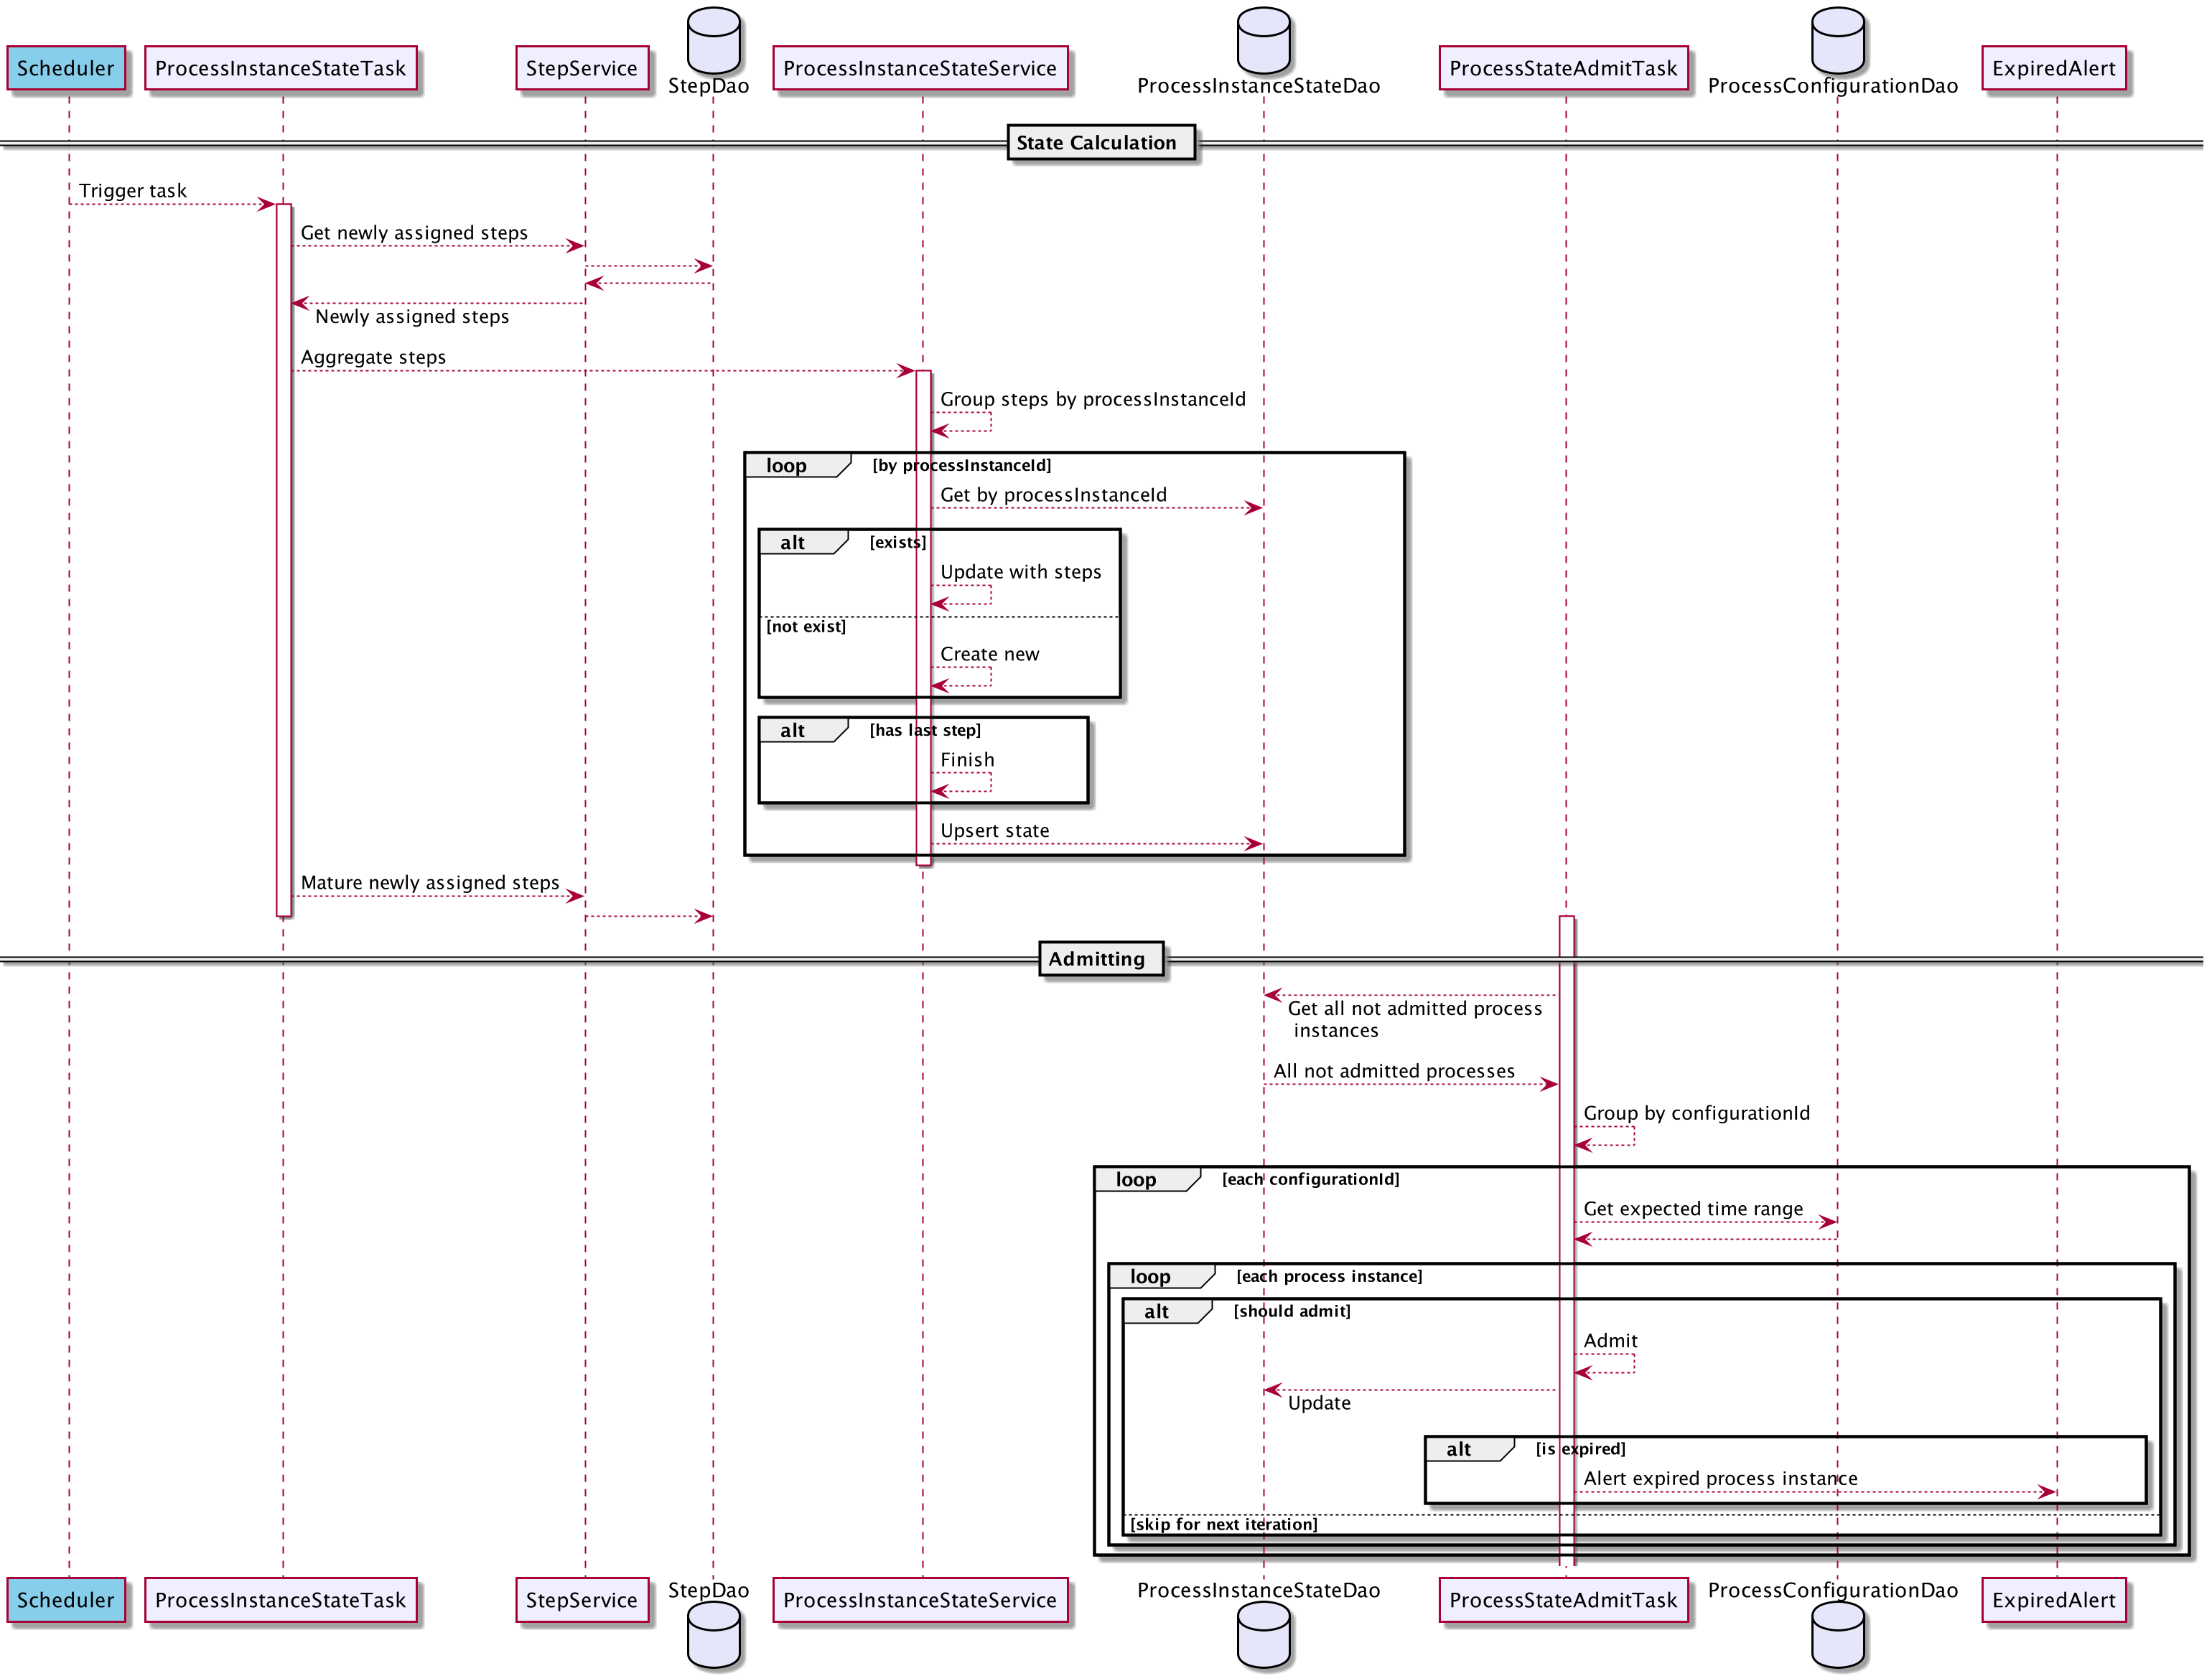 Scheduler
ProcessInstanceStateTask
StepService
StepDao
ProcessInstanceStateService
ProcessInstanceStateDao
ProcessStateAdmitTask
ProcessConfigurationDao
ExpiredAlert
State Calculation
Trigger task
Get newly assigned steps
Newly assigned steps
Aggregate steps
Group steps by processInstanceId
loop [by processInstanceId]
Get by processInstanceId
alt [exists]
Update with steps
[not exist]
Create new
alt [has last step]
Finish
Upsert state
Mature newly assigned steps
Admitting
Get all not admitted process
instances
All not admitted processes
Group by configurationId
loop [each configurationId]
Get expected time range
loop [each process instance]
alt [should admit]
Admit
Update
alt [is expired]
Alert expired process instance
[skip for next iteration]
Scheduler
ProcessInstanceStateTask
StepService
StepDao
ProcessInstanceStateService
ProcessInstanceStateDao
ProcessStateAdmitTask
ProcessConfigurationDao
ExpiredAlert